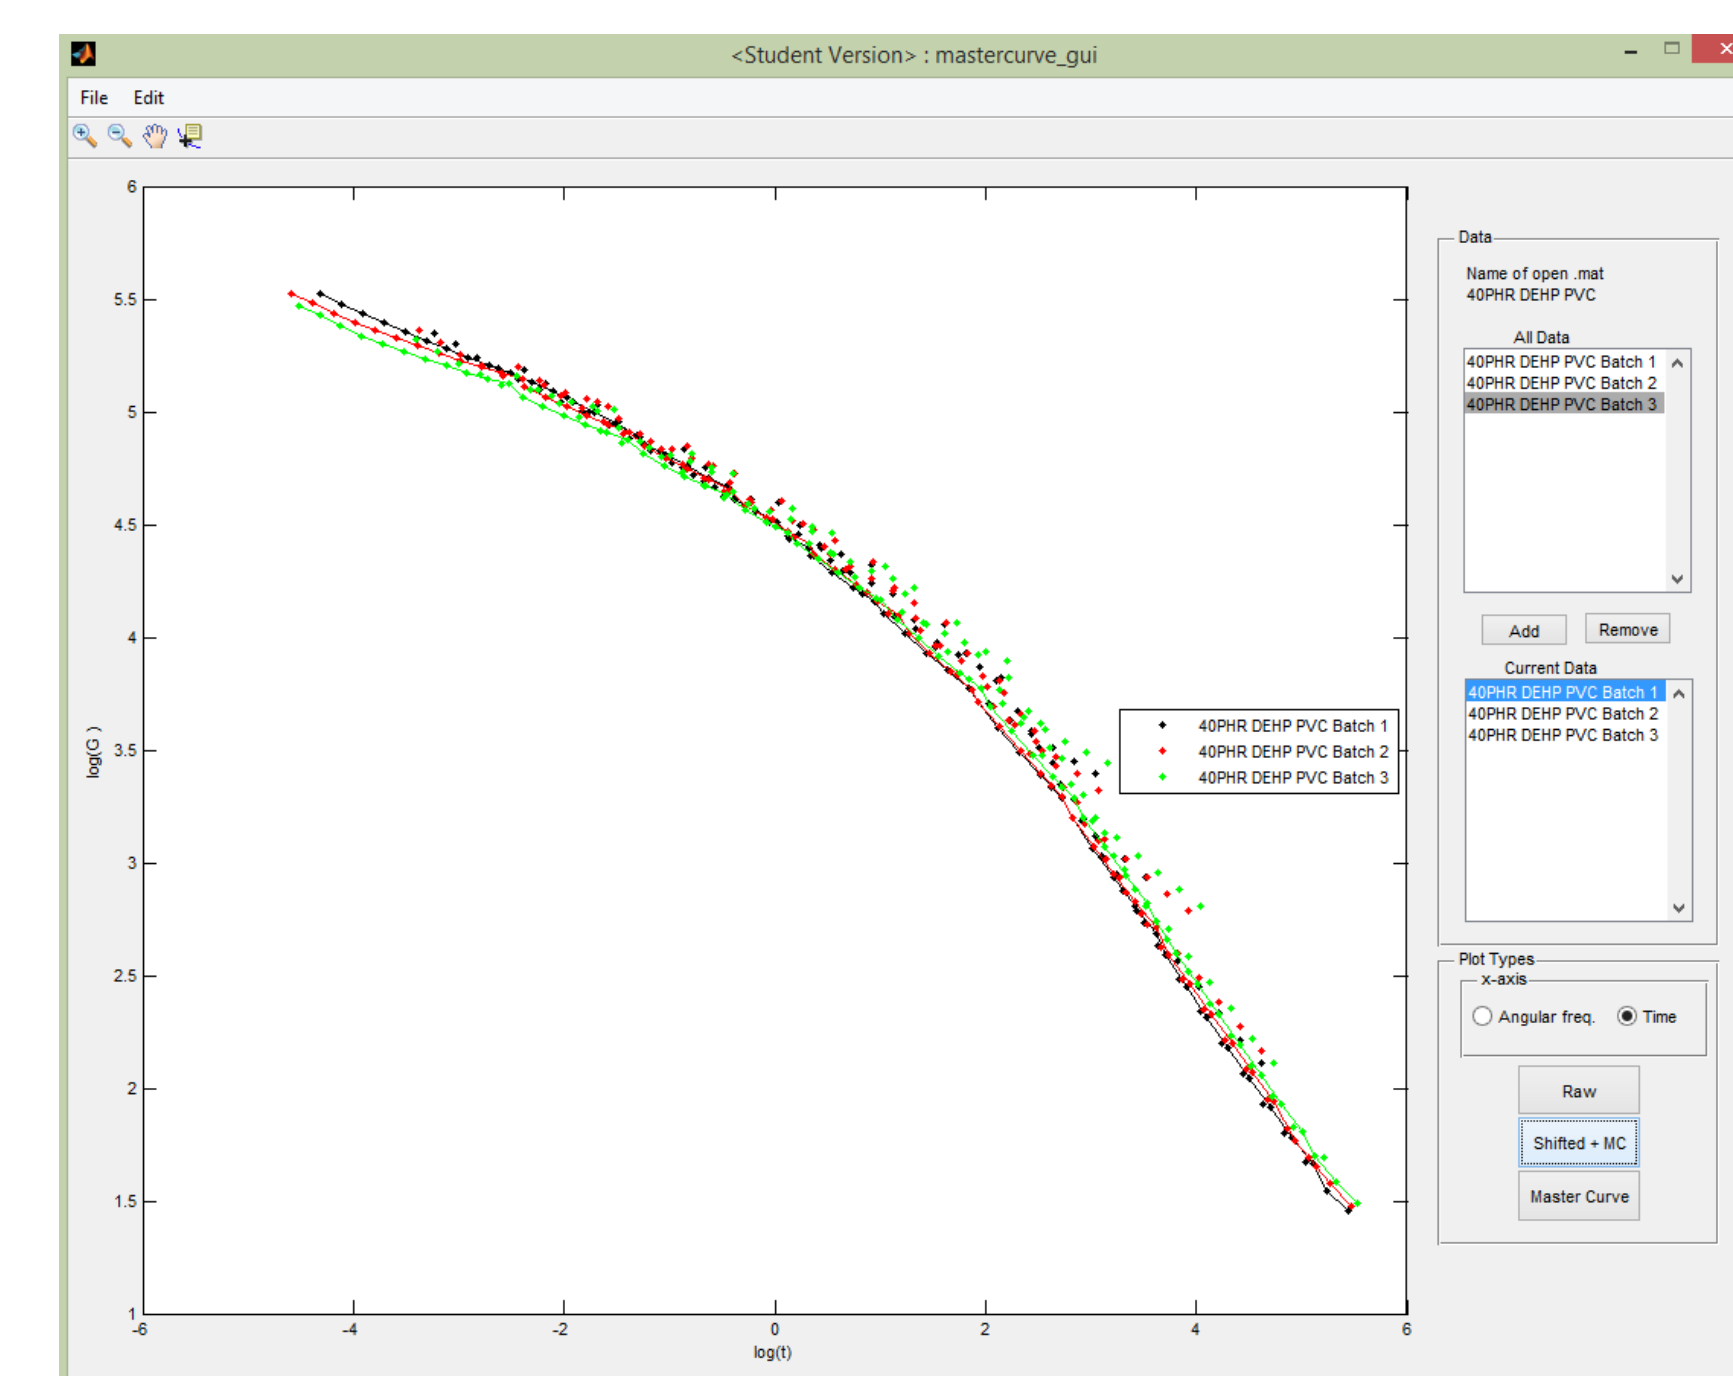 <Student Version> : mastercurve_gui
File Edit
6
5.5
5
4.5
4
3.5
3
2.5
2
1.5
1
-6 -4 -2 0 2 4 6
log(G )
log(t)
40PHR DEHP PVC Batch 1
40PHR DEHP PVC Batch 2
40PHR DEHP PVC Batch 3
Data
Name of open .mat
40PHR DEHP PVC
All Data
40PHR DEHP PVC Batch 1
40PHR DEHP PVC Batch 2
40PHR DEHP PVC Batch 3
Add Remove
Current Data
40PHR DEHP PVC Batch 1
40PHR DEHP PVC Batch 2
40PHR DEHP PVC Batch 3
Plot Types
x-axis
Angular freq. Time
Raw
Shifted + MC
Master Curve